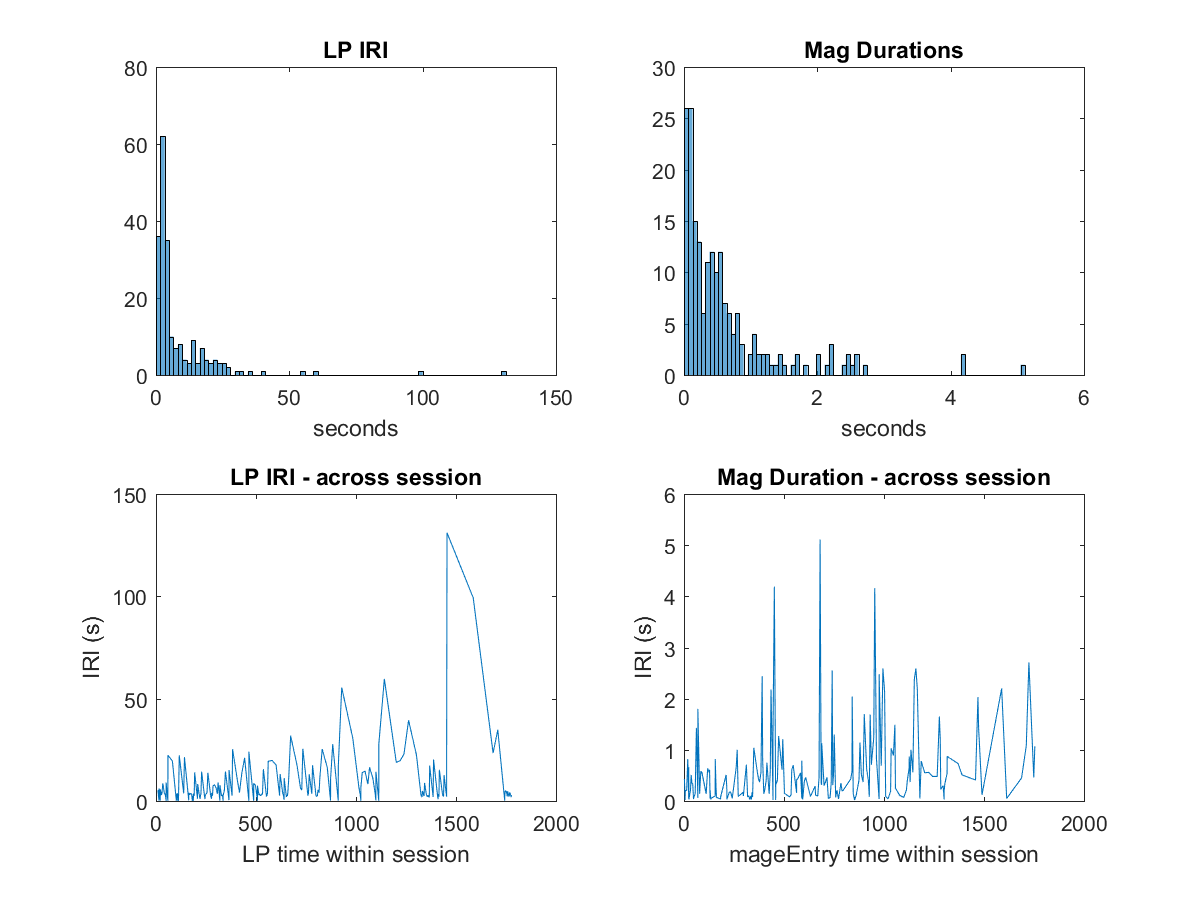 LP IRI
80
60
40
20
0
0 50 100 150
seconds
Mag Durations
30
25
20
15
10
5
0
0 2 4 6
seconds
LP IRI - across session
150
100
50
0
IRI (s)
0 500 1000 1500 2000
LP time within session
Mag Duration - across session
6
5
4
3
2
1
0
IRI (s)
0 500 1000 1500 2000
mageEntry time within session